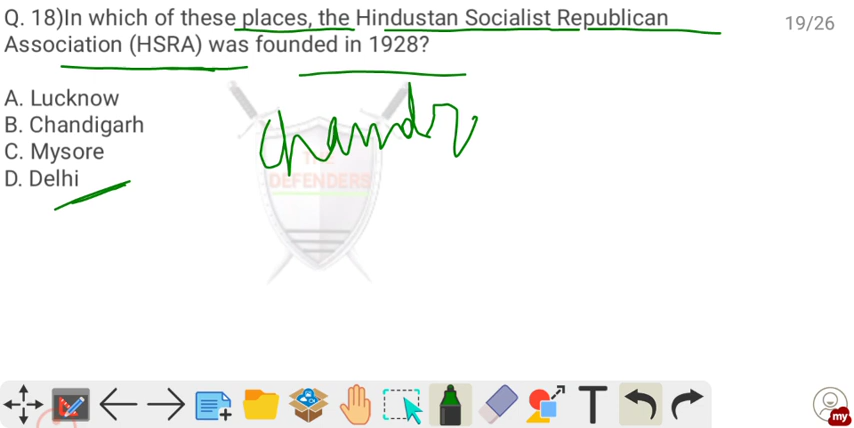 Q. 18)In which of these places, the Hindustan Socialist Republican
19/26
Association (HSRA) was founded in 1928?
A. Lucknow
B. Chandigarh
C. Mysore
D. Delhi
DEFENDERS
T
my